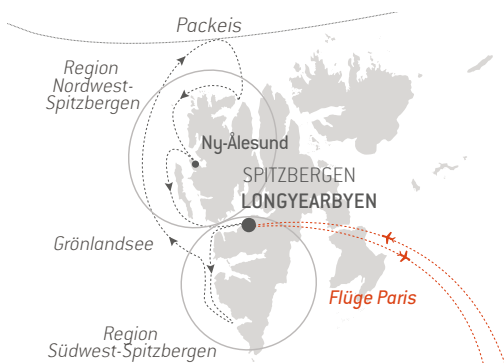 Packeis
Region
Nordwest-
Spitzbergen
Ny-Ålesund
SPITZBERGEN
LONGYEARBYEN
Grönlandsee
Flüge Paris
Region
Südwest-Spitzbergen